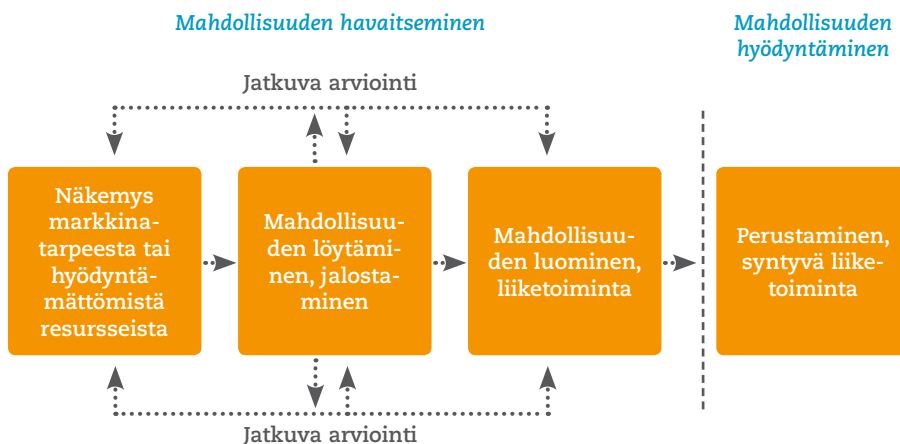 Mahdollisuuden havaitseminen
Mahdollisuuden
hyödyntäminen
Jatkuva arviointi
Näkemys
markkina-
tarpeesta tai
hyödyntä-
mättömistä
resursseista
Mahdollisuu-
den löytämi-
nen, jalosta-
minen
Mahdollisuu-
den luominen,
liiketoiminta
Perustaminen,
syntyvä liike-
toiminta
Jatkuva arviointi